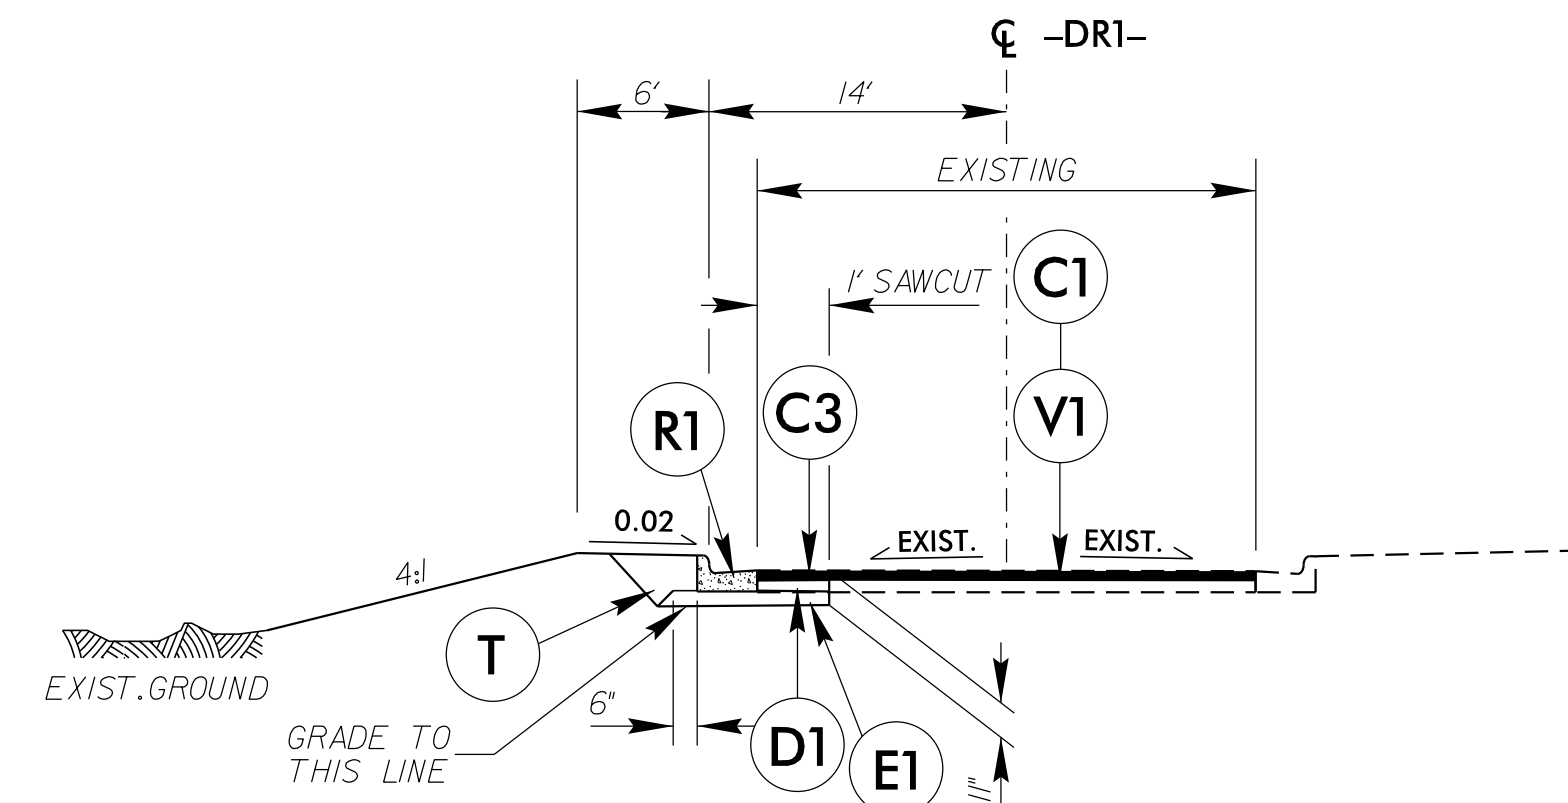 ℄ –DR1–
6'
14'
EXISTING
1' SAWCUT
C1
R1
C3
V1
0.02
EXIST.
EXIST.
4:1
T
EXIST. GROUND
6"
GRADE TO
THIS LINE
D1
E1
11"